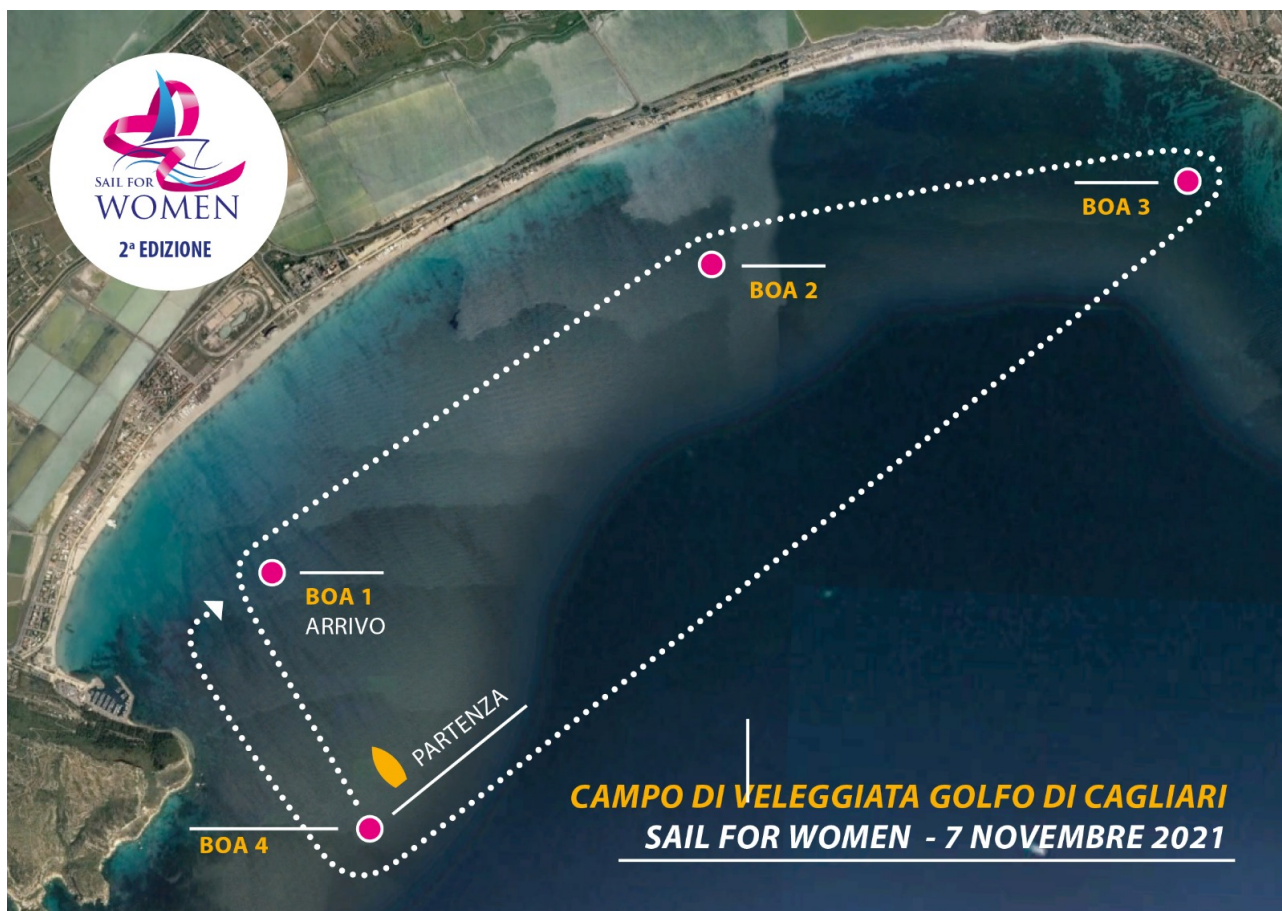 SAIL FOR
WOMEN
2ª EDIZIONE
BOA 3
BOA 2
BOA 1
ARRIVO
PARTENZA
BOA 4
CAMPO DI VELEGGIATA GOLFO DI CAGLIARI
SAIL FOR WOMEN - 7 NOVEMBRE 2021